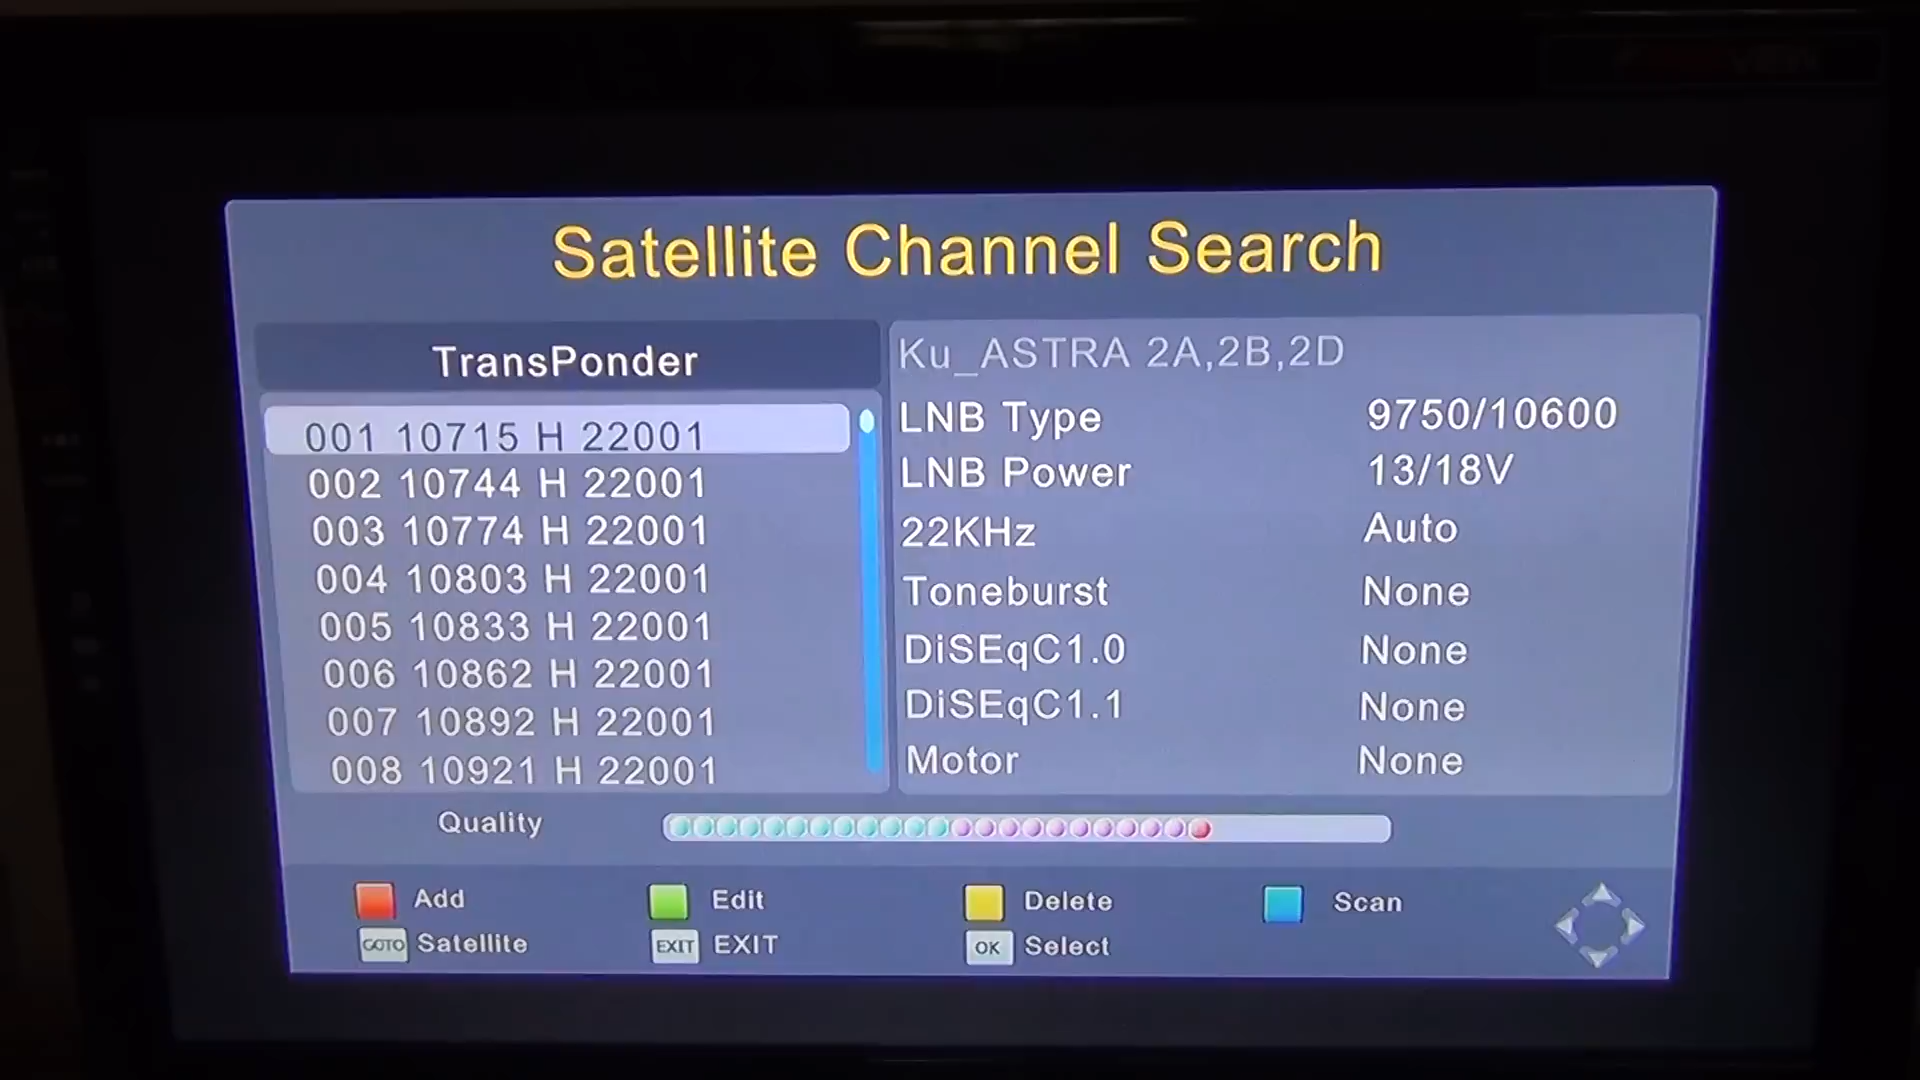 Satellite Channel Search
TransPonder
001 10715 H 22001
002 10744 H 22001
003 10774 H 22001
004 10803 H 22001
005 10833 H 22001
006 10862 H 22001
007 10892 H 22001
008 10921 H 22001
Ku_ASTRA 2A,2B,2D
LNB Type 9750/10600
LNB Power 13/18V
22KHz Auto
Toneburst None
DiSEqC1.0 None
DiSEqC1.1 None
Motor None
Quality
Add Edit Delete Scan
GOTO Satellite EXIT EXIT OK Select